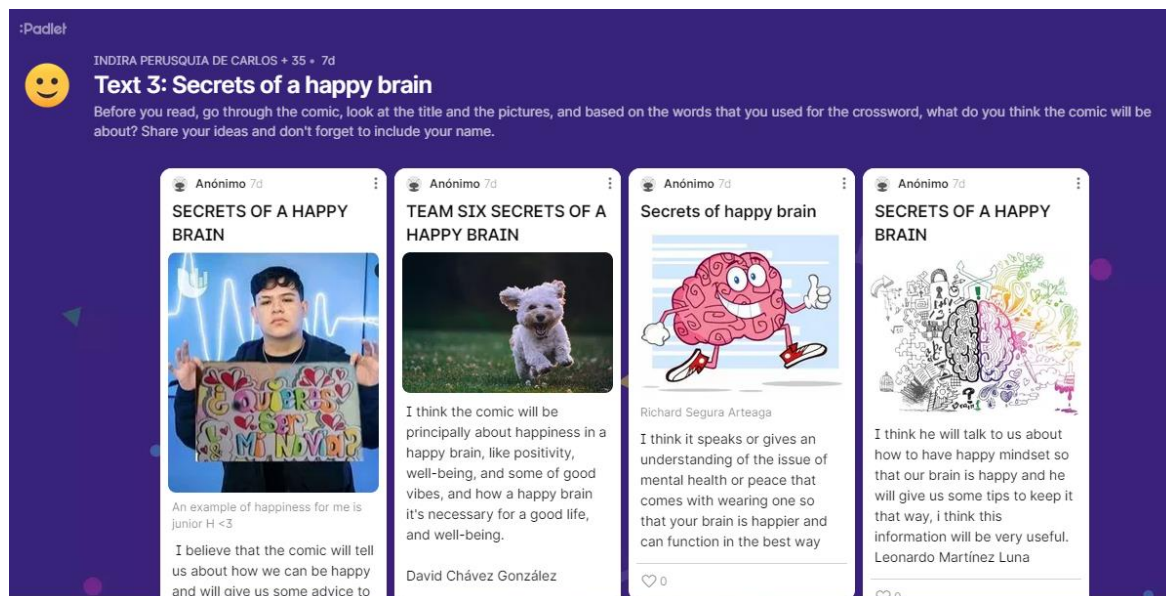 :Padlet
INDIRA PERUSQUIA DE CARLOS + 35 • 7d
Text 3: Secrets of a happy brain
Before you read, go through the comic, look at the title and the pictures, and based on the words that you used for the crossword, what do you think the comic will be
about? Share your ideas and don't forget to include your name.
Anónimo 7d
SECRETS OF A HAPPY
BRAIN
¿QUIERES
SER
MI NOVIA?
An example of happiness for me is
junior H <3
I believe that the comic will tell
us about how we can be happy
and will give us some advice to
Anónimo 7d
TEAM SIX SECRETS OF A
HAPPY BRAIN
I think the comic will be
principally about happiness in a
happy brain, like positivity,
well-being, and some of good
vibes, and how a happy brain
it's necessary for a good life,
and well-being.
David Chávez González
Anónimo 7d
Secrets of happy brain
Richard Segura Arteaga
I think it speaks or gives an
understanding of the issue of
mental health or peace that
comes with wearing one so
that your brain is happier and
can function in the best way
0
Anónimo 7d
SECRETS OF A HAPPY
BRAIN
I think he will talk to us about
how to have happy mindset so
that our brain is happy and he
will give us some tips to keep it
that way, i think this
information will be very useful.
Leonardo Martínez Luna
0